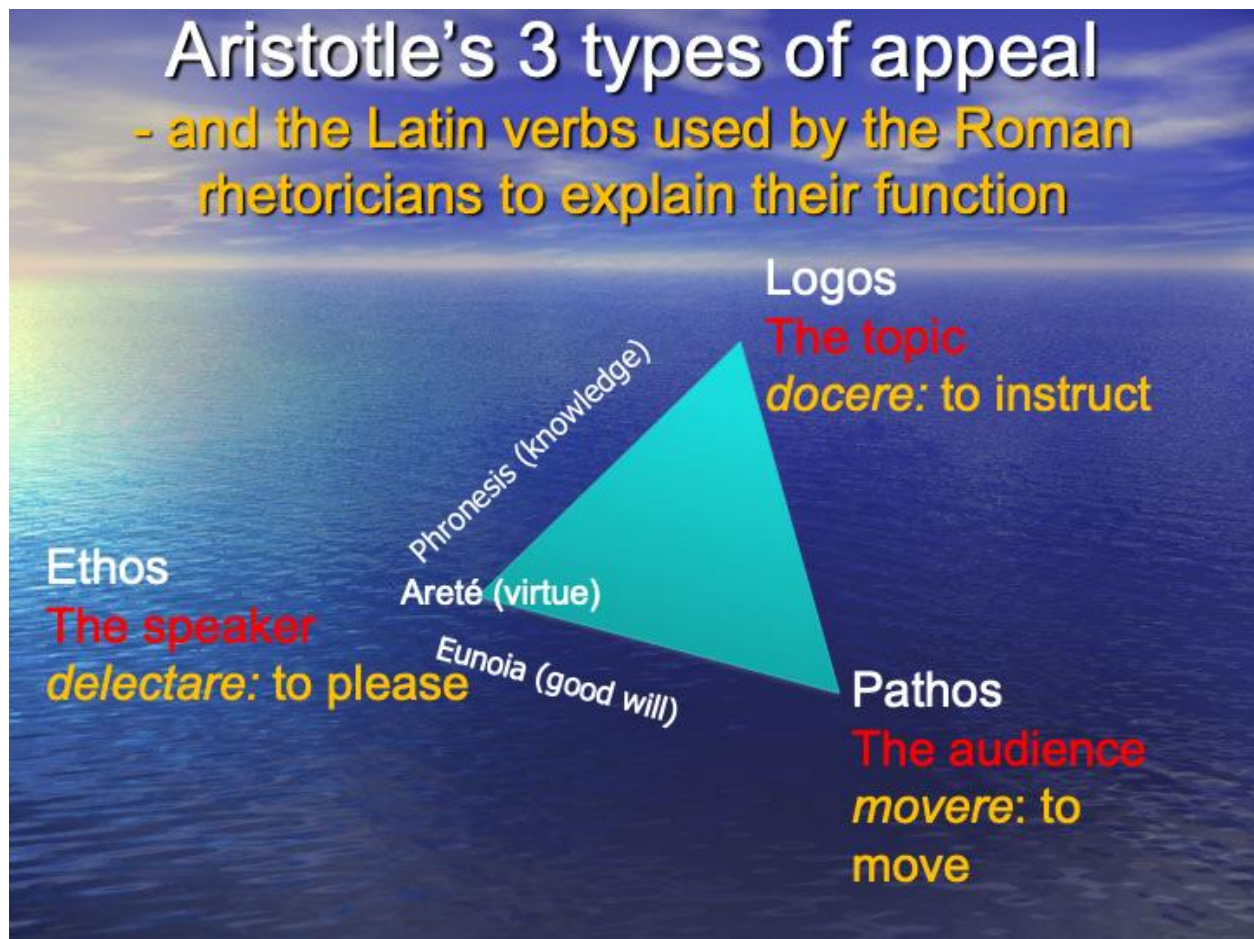 Aristotle's 3 types of appeal
- and the Latin verbs used by the Roman
rhetoricians to explain their function
Logos
The topic
docere: to instruct
Phronesis (knowledge)
Areté (virtue)
Eunoia (good will)
Ethos
The speaker
delectare: to please
Pathos
The audience
movere: to
move